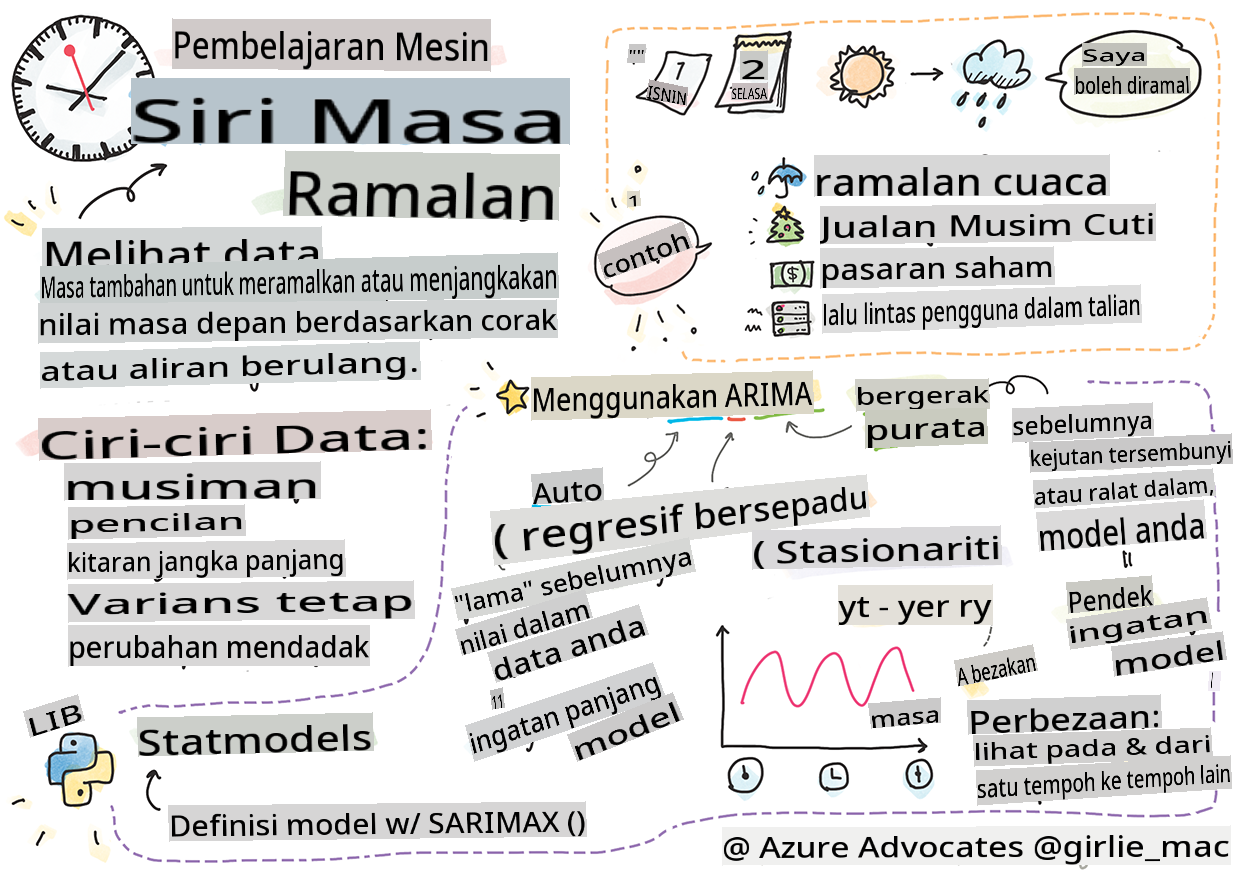 Pembelajaran Mesin
Siri Masa
Ramalan
Melihat data
Masa tambahan untuk meramalkan atau menjangkakan
nilai masa depan berdasarkan corak
atau aliran berulang.
Ciri-ciri Data:
musiman
pencilan
kitaran jangka panjang
Varians tetap
perubahan mendadak
LIB
Statmodels
Definisi model w/ SARIMAX ()
""
1
ISNIN
2
SELASA
Saya
boleh diramal
1
contoh
ramalan cuaca
Jualan Musim Cuti
pasaran saham
lalu lintas pengguna dalam talian
Menggunakan ARIMA
bergerak
purata
sebelumnya
kejutan tersembunyi
atau ralat dalam,
model anda
Pendek
ingatan
model
Auto
( regresif bersepadu
( Stasionariti
"lama" sebelumnya
nilai dalam
data anda
11
ingatan panjang
model
yt - yer ry
A bezakan
masa
Perbezaan:
lihat pada & dari
satu tempoh ke tempoh lain
@ Azure Advocates @girlie_mac